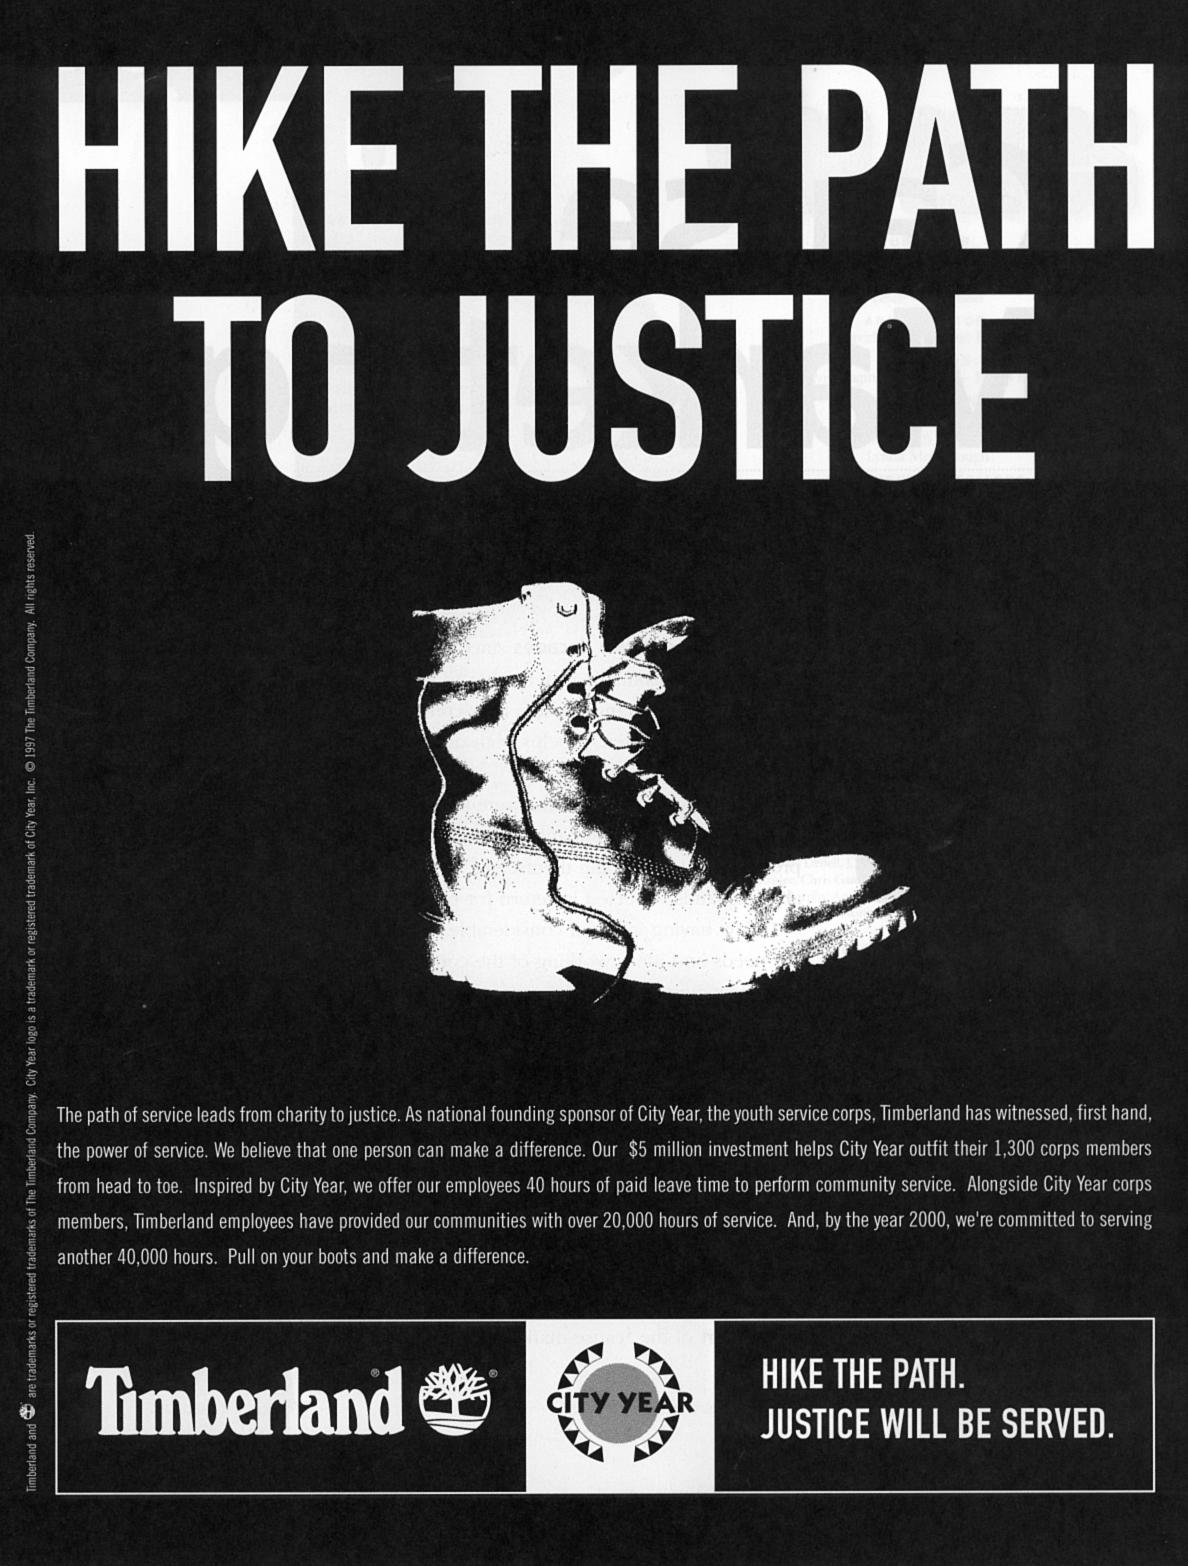 HIKE THE PATH
TO JUSTICE
The path of service leads from charity to justice. As national founding sponsor of City Year, the youth service corps, Timberland has witnessed, first hand,
the power of service. We believe that one person can make a difference. Our $5 million investment helps City Year outfit their 1,300 corps members
from head to toe. Inspired by City Year, we offer our employees 40 hours of paid leave time to perform community service. Alongside City Year corps
members, Timberland employees have provided our communities with over 20,000 hours of service. And, by the year 2000, we're committed to serving
another 40,000 hours. Pull on your boots and make a difference.
Timberland® ®
CITY YEAR
HIKE THE PATH.
JUSTICE WILL BE SERVED.
Timberland and are trademarks or registered trademarks of The Timberland Company. City Year logo is a trademark or registered trademark of City Year, Inc. © 1997 The Timberland Company. All rights reserved.